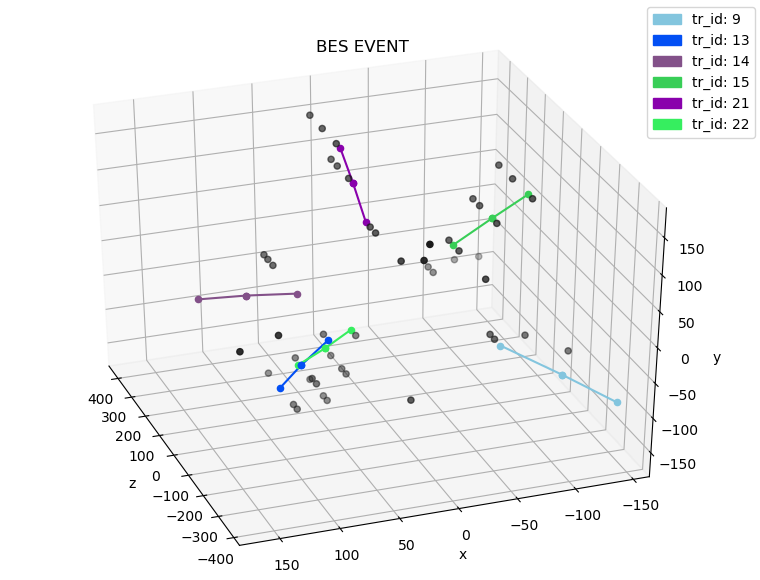 BES EVENT
tr_id: 9
tr_id: 13
tr_id: 14
tr_id: 15
tr_id: 21
tr_id: 22
150
100
50
0
−50
−100
−150
y
400
300
200
100
0
−100
−200
−300
−400
z
150
100
50
0
−50
−100
−150
x